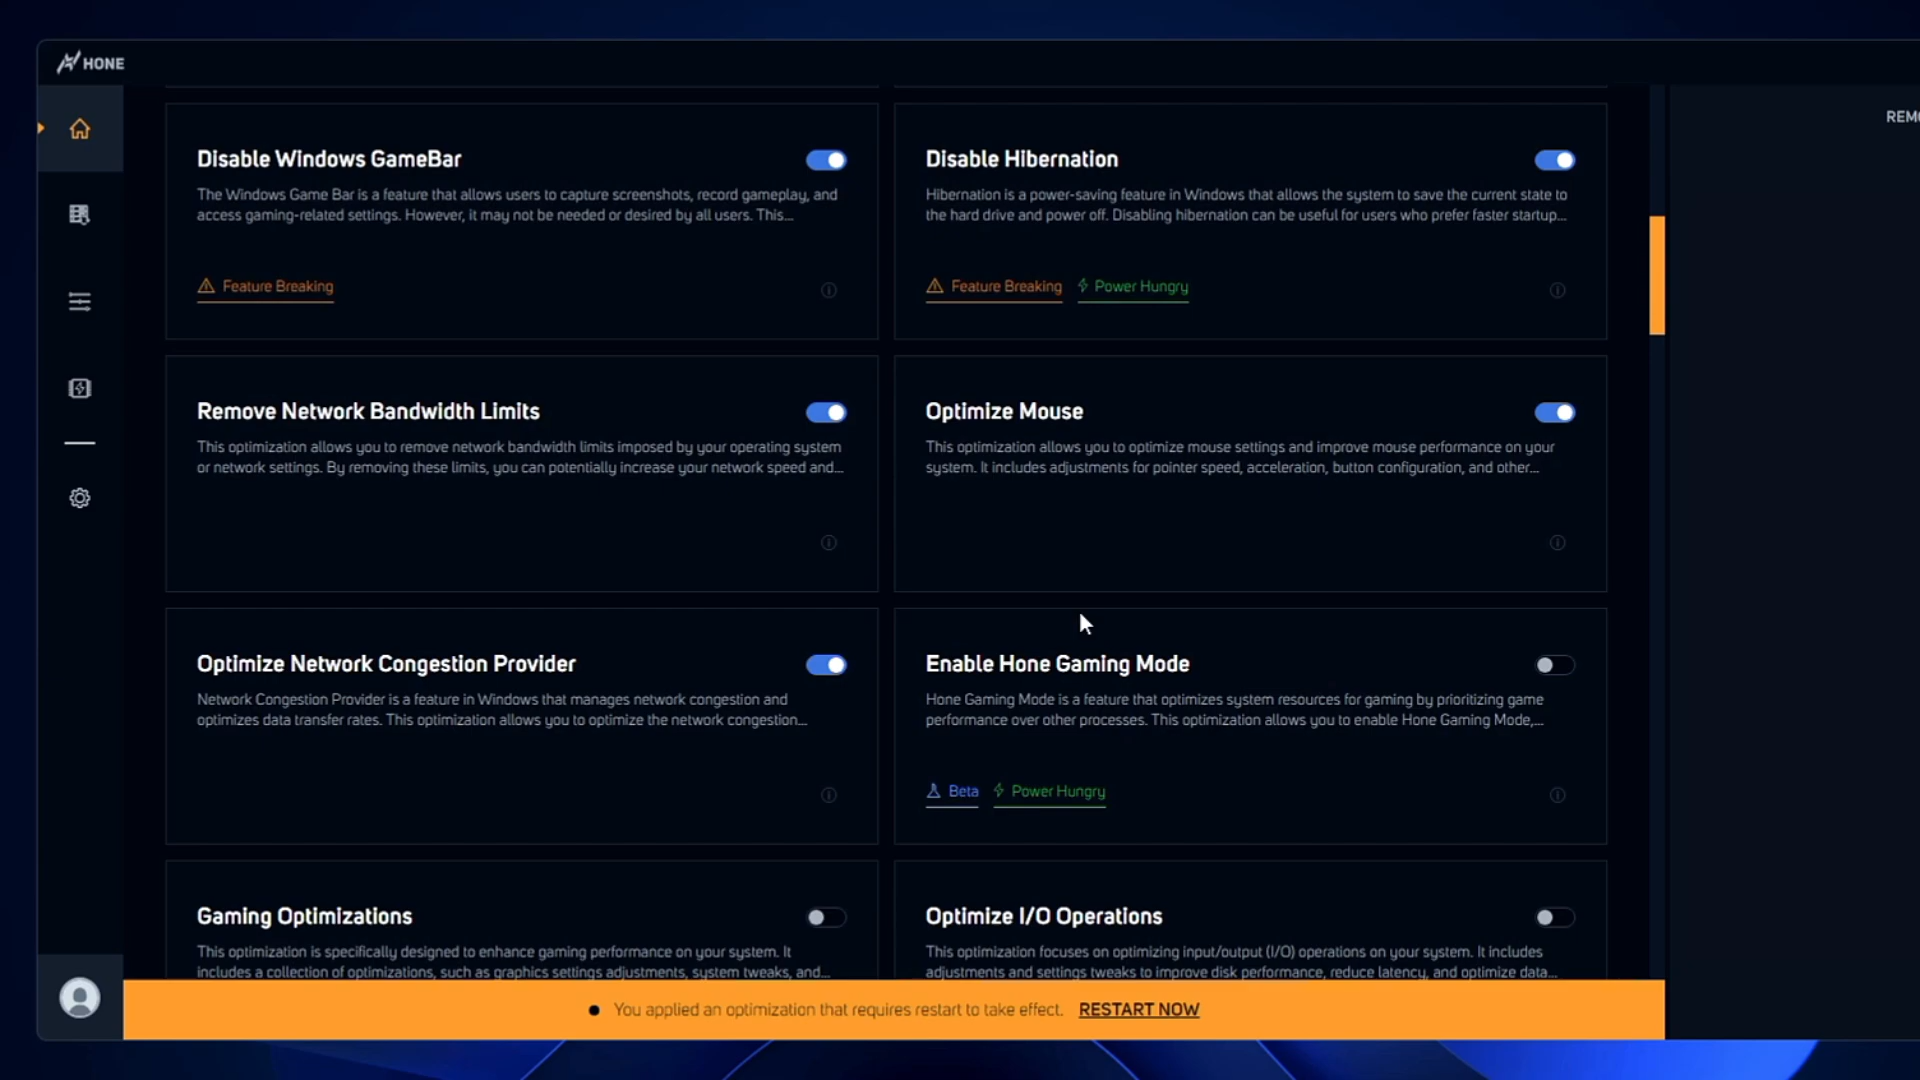 HONE
REMO
Disable Windows GameBar
The Windows Game Bar is a feature that allows users to capture screenshots, record gameplay, and
access gaming-related settings. However, it may not be needed or desired by all users. This...
Feature Breaking
Disable Hibernation
Hibernation is a power-saving feature in Windows that allows the system to save the current state to
the hard drive and power off. Disabling hibernation can be useful for users who prefer faster startup...
Feature Breaking
Power Hungry
Remove Network Bandwidth Limits
This optimization allows you to remove network bandwidth limits imposed by your operating system
or network settings. By removing these limits, you can potentially increase your network speed and...
Optimize Mouse
This optimization allows you to optimize mouse settings and improve mouse performance on your
system. It includes adjustments for pointer speed, acceleration, button configuration, and other...
Optimize Network Congestion Provider
Network Congestion Provider is a feature in Windows that manages network congestion and
optimizes data transfer rates. This optimization allows you to optimize the network congestion...
Enable Hone Gaming Mode
Hone Gaming Mode is a feature that optimizes system resources for gaming by prioritizing game
performance over other processes. This optimization allows you to enable Hone Gaming Mode,...
Beta
Power Hungry
Gaming Optimizations
This optimization is specifically designed to enhance gaming performance on your system. It
includes a collection of optimizations, such as graphics settings adjustments, system tweaks, and...
Optimize I/O Operations
This optimization focuses on optimizing input/output (I/O) operations on your system. It includes
adjustments and settings tweaks to improve disk performance, reduce latency, and optimize data...
You applied an optimization that requires restart to take effect. RESTART NOW